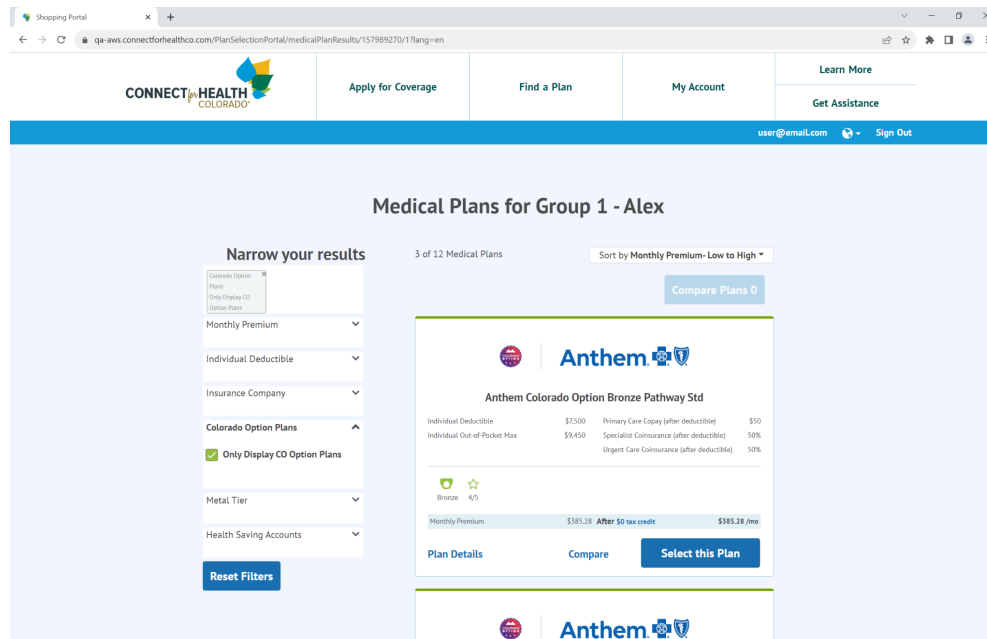 Shopping Portal
qa-aws.connectforhealthco.com/PlanSelectionPortal/medicalPlanResults/157989270/1?lang=en
CONNECT for HEALTH
COLORADO
Apply for Coverage
Find a Plan
My Account
Learn More
Get Assistance
user@email.com
Sign Out
Medical Plans for Group 1 - Alex
Narrow your results
Colorado Option
Plans
Only Display CO
Option Plans
Monthly Premium
Individual Deductible
Insurance Company
Colorado Option Plans
Only Display CO Option Plans
Metal Tier
Health Saving Accounts
Reset Filters
3 of 12 Medical Plans
Sort by Monthly Premium- Low to High
Compare Plans 0
COLORADO
OPTION
Anthem
Anthem Colorado Option Bronze Pathway Std
Individual Deductible $7,500
Individual Out-of-Pocket Max $9,450
Primary Care Copay (after deductible) $50
Specialist Coinsurance (after deductible) 50%
Urgent Care Coinsurance (after deductible) 50%
Bronze
4/5
Monthly Premium $385.28 After $0 tax credit $385.28 /mo
Plan Details
Compare
Select this Plan
COLORADO
OPTION
Anthem